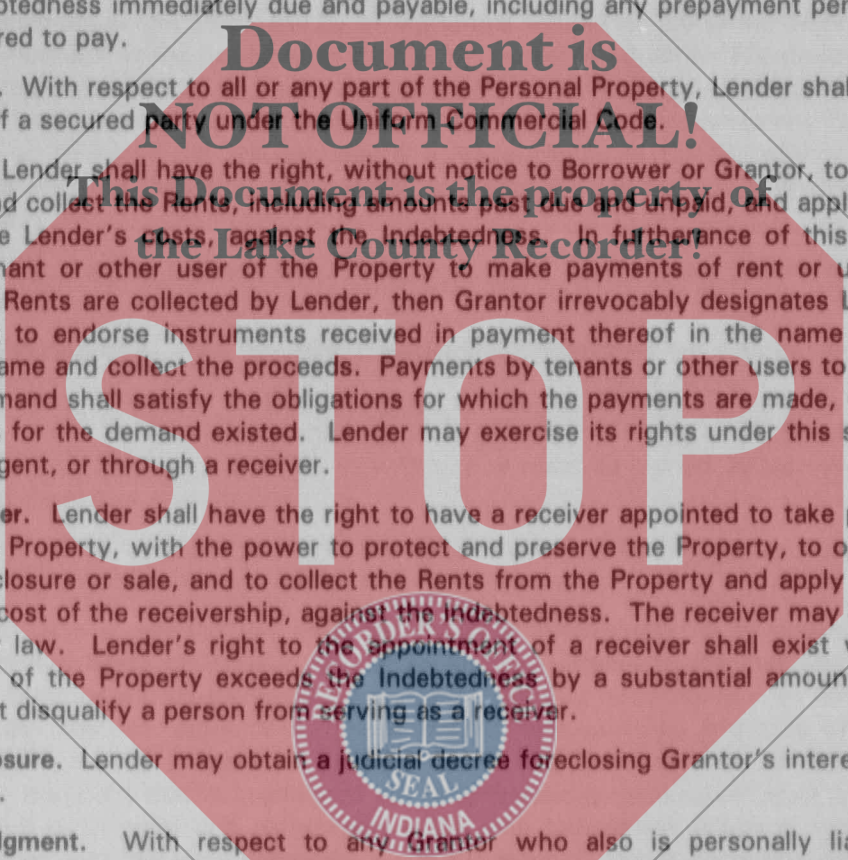 btedness immediately due and payable, including any prepayment pen
red to pay.
Document is
. With respect to all or any part of the Personal Property, Lender shal
NOT OFFICIAL!
f a secured party under the Uniform Commercial Code.
Lender shall have the right, without notice to Borrower or Grantor, to
This Document is the property of
d collect the Rents, including amounts past due and unpaid, and appl
the Lake County Recorder!
e Lender's costs, against the Indebtedness. In furtherance of this
nant or other user of the Property to make payments of rent or u
Rents are collected by Lender, then Grantor irrevocably designates L
to endorse instruments received in payment thereof in the name
ame and collect the proceeds. Payments by tenants or other users to
mand shall satisfy the obligations for which the payments are made,
for the demand existed. Lender may exercise its rights under this s
gent, or through a receiver.
STOP
er. Lender shall have the right to have a receiver appointed to take
Property, with the power to protect and preserve the Property, to o
closure or sale, and to collect the Rents from the Property and apply
cost of the receivership, against the Indebtedness. The receiver may
law. Lender's right to the appointment of a receiver shall exist
of the Property exceeds the Indebtedness by a substantial amoun
t disqualify a person from serving as a receiver.
osure. Lender may obtain a judicial decree foreclosing Grantor's intere
.
dgment. With respect to any Grantor who also is personally lia
RECORDER'S OFFICE
SEAL
INDIANA